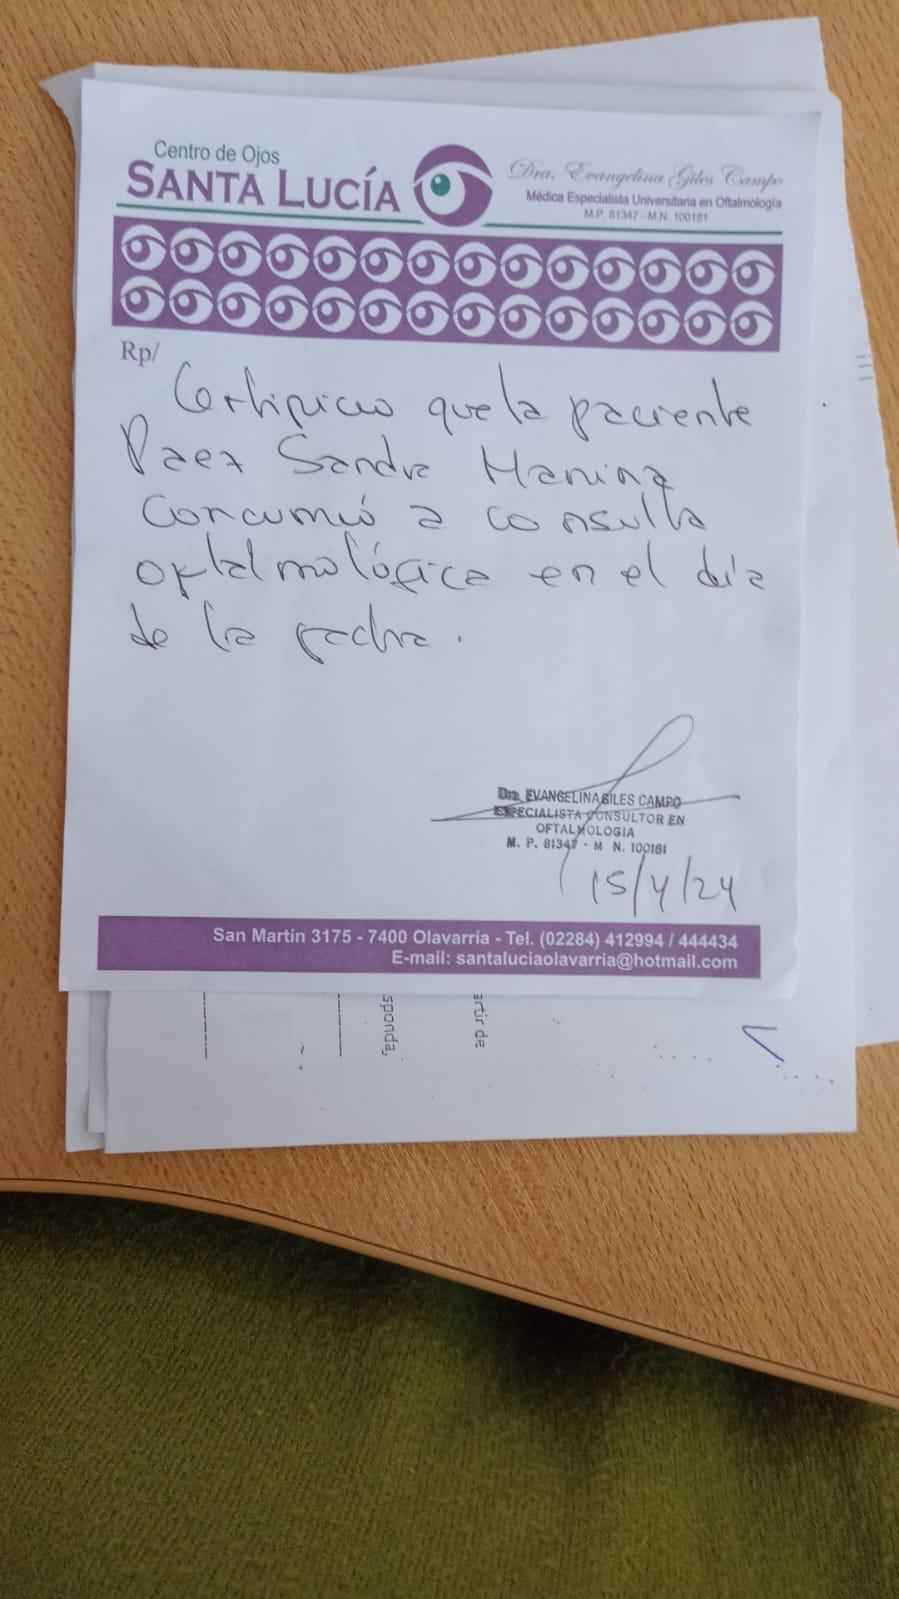 Centro de Ojos
SANTA LUCÍA
Dra. Evangelina Giles Campo
Médica Especialista Universitaria en Oftalmología
M.P. 81347 - M.N. 100181
Rp/
Certifico que la paciente
Paez Sandra Marina
concurrió a consulta
oftalmológica en el día
de la fecha.
Dra. EVANGELINA GILES CAMPO
ESPECIALISTA CONSULTOR EN
OFTALMOLOGIA
M. P. 81347 - M N. 100181
15/4/24
San Martín 3175 - 7400 Olavarría - Tel. (02284) 412994 / 444434
E-mail: santaluciaolavarria@hotmail.com
sponda,
artir de